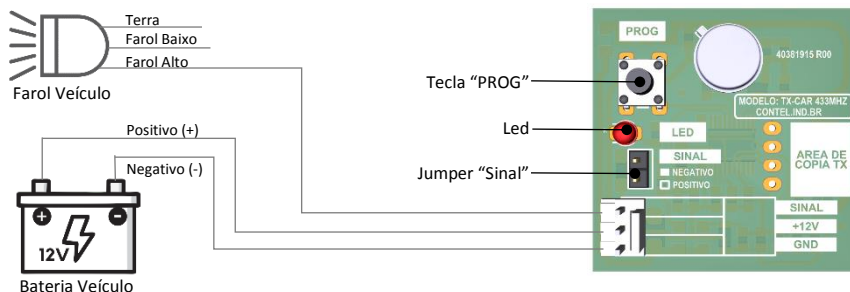 Terra
Farol Baixo
Farol Alto
Farol Veículo
Positivo (+)
Negativo (-)
12V
Bateria Veículo
Tecla “PROG”
Led
Jumper “Sinal”
PROG
40381915 R00
MODELO: TX-CAR 433MHZ
CONTEL.IND.BR
LED
SINAL
NEGATIVO
POSITIVO
AREA DE
COPIA TX
SINAL
+12V
GND